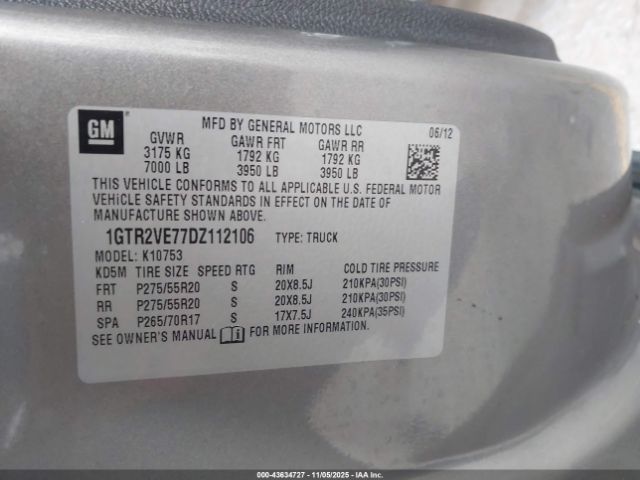 GM
MFD BY GENERAL MOTORS LLC 06/12
GVWR GAWR FRT GAWR RR
3175 KG 1792 KG 1792 KG
7000 LB 3950 LB 3950 LB
THIS VEHICLE CONFORMS TO ALL APPLICABLE U.S. FEDERAL MOTOR
VEHICLE SAFETY STANDARDS IN EFFECT ON THE DATE OF
MANUFACTURE SHOWN ABOVE.
1GTR2VE77DZ112106 TYPE: TRUCK
MODEL: K10753
KD5M TIRE SIZE SPEED RTG RIM COLD TIRE PRESSURE
FRT P275/55R20 S 20X8.5J 210KPA(30PSI)
RR P275/55R20 S 20X8.5J 210KPA(30PSI)
SPA P265/70R17 S 17X7.5J 240KPA(35PSI)
SEE OWNER'S MANUAL FOR MORE INFORMATION.
000-43634727 - 11/05/2025 - IAAI.COM